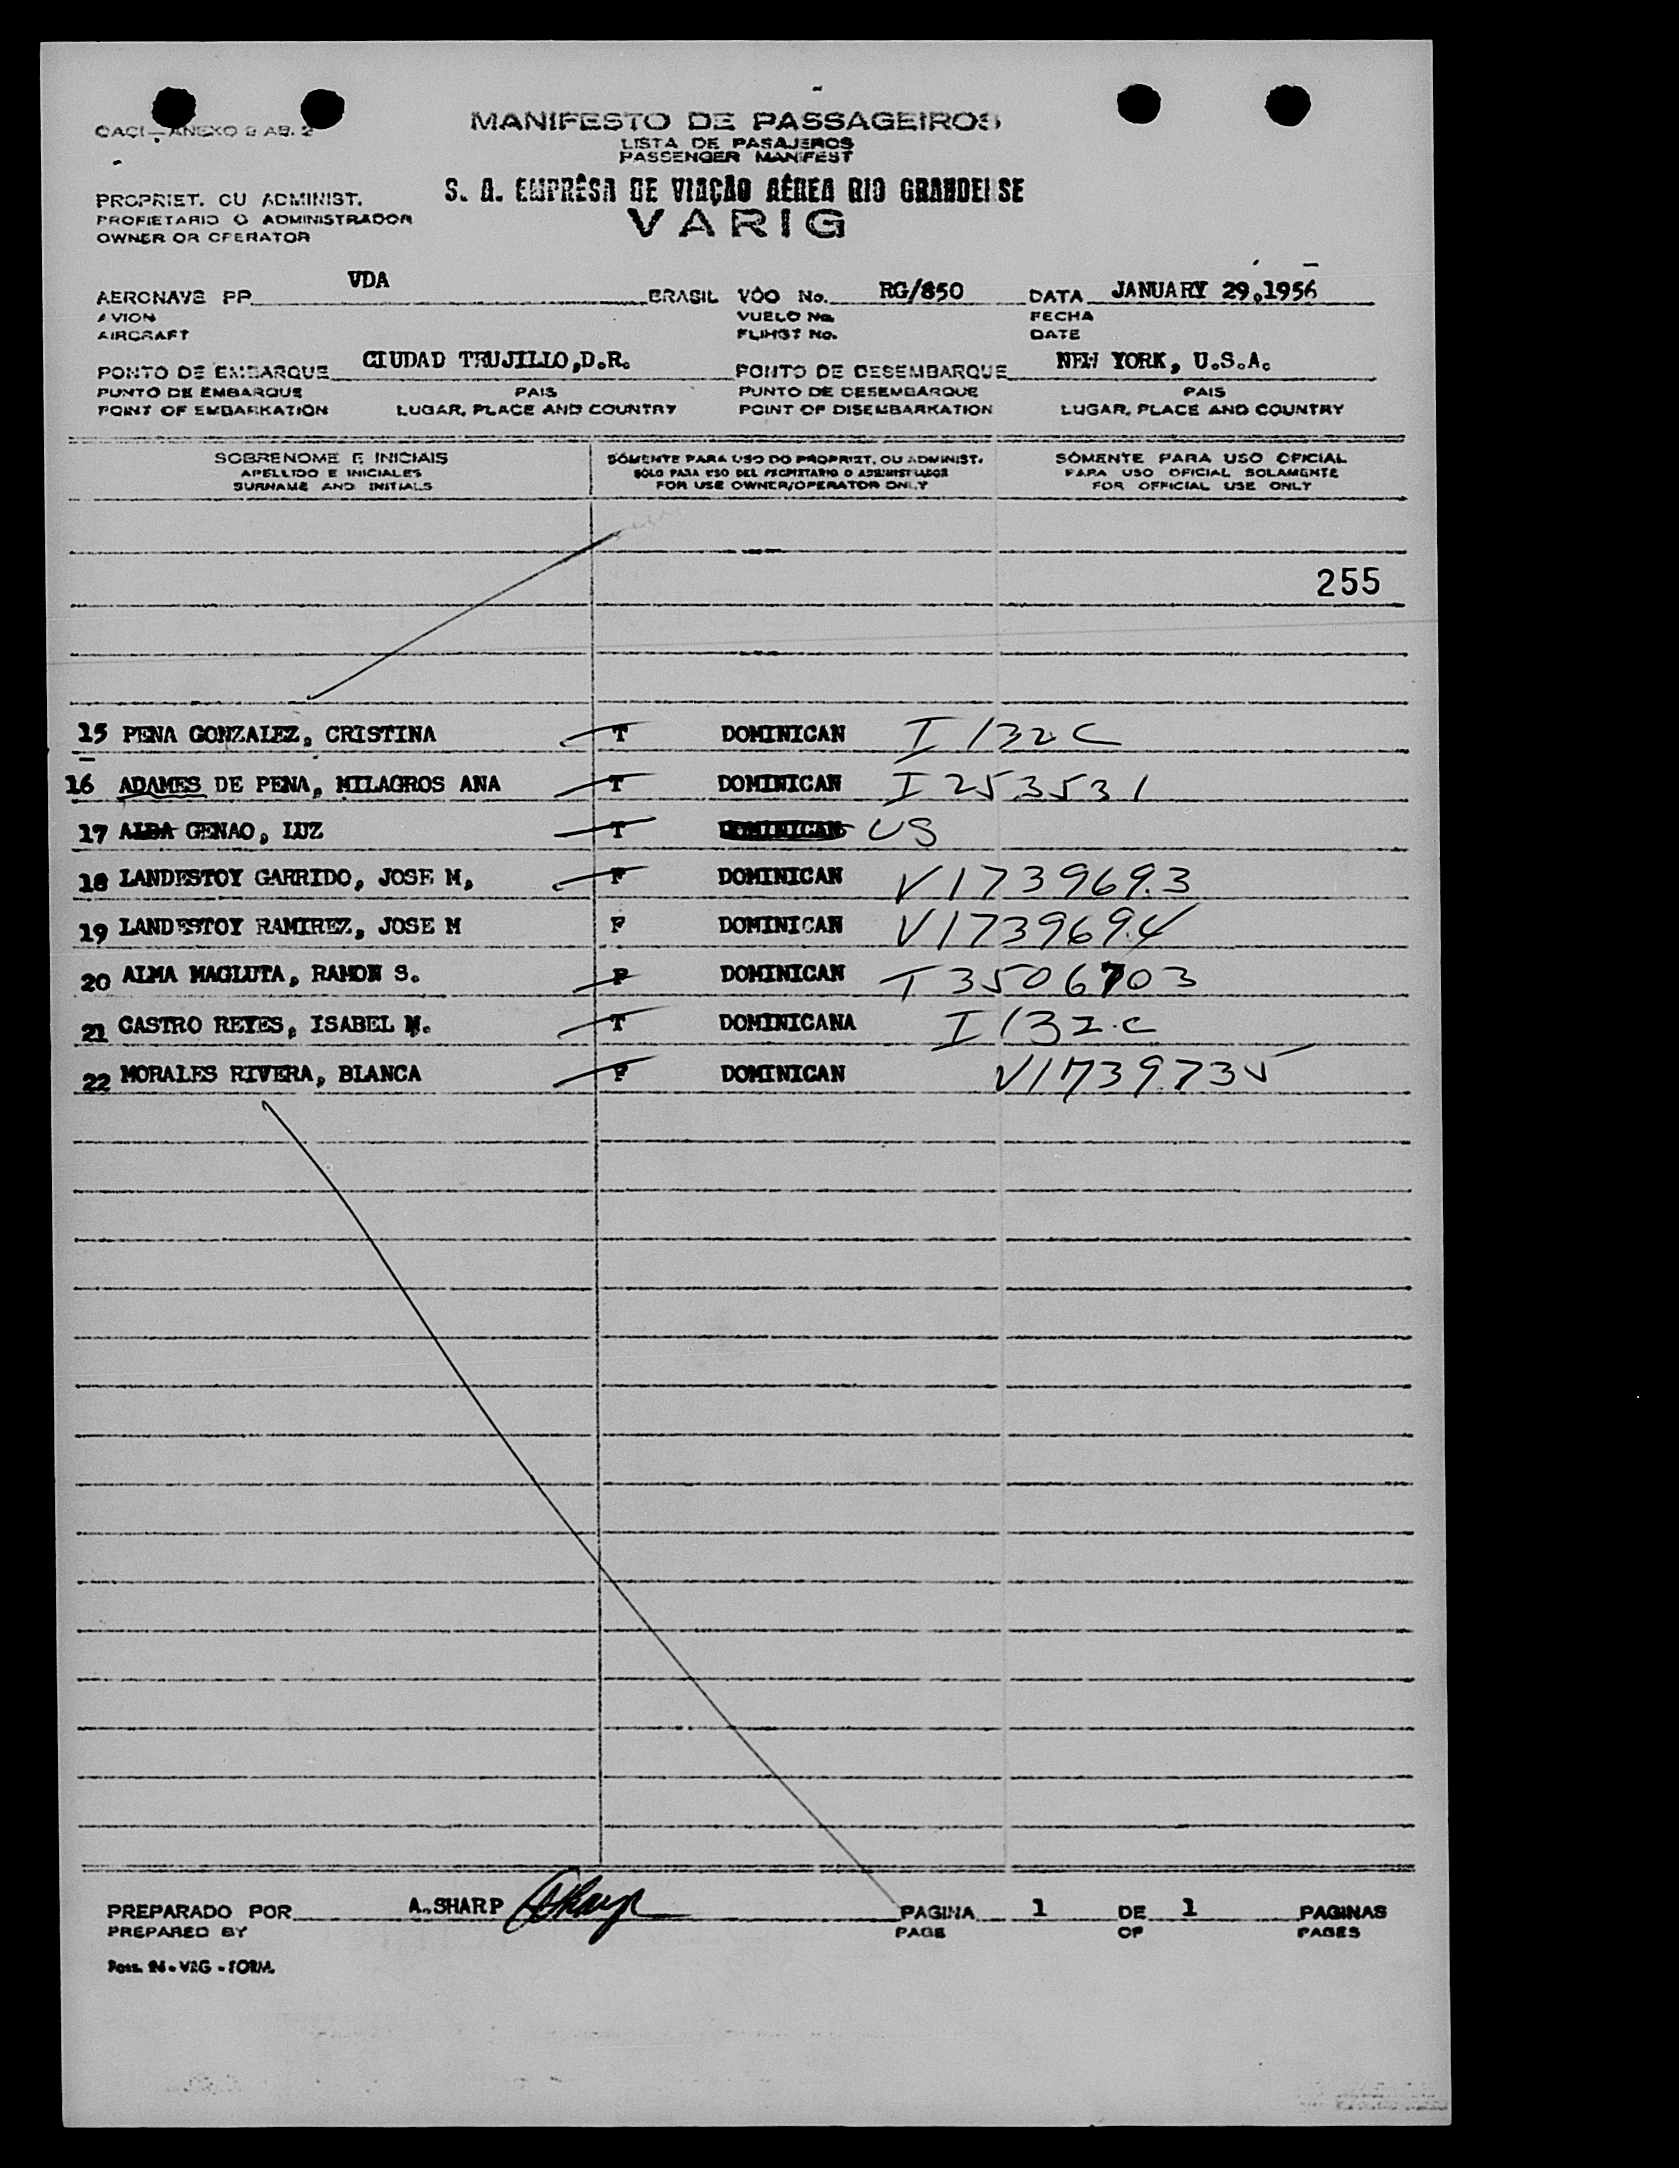 OACI — ANEXO 9 AB. 2
MANIFESTO DE PASSAGEIROS
LISTA DE PASAJEROS
PASSENGER MANIFEST
PROPRIET. OU ADMINIST.
PROPIETARIO O ADMINISTRADOR
OWNER OR OPERATOR
S. A. EMPRÊSA DE VIAÇÃO AÉREA RIO GRANDENSE
VARIG
AERONAVE PP VDA BRASIL VÔO No. RG/850 DATA JANUARY 29,1956
AVION VUELO No. FECHA
AIRCRAFT FLIHGT No. DATE
PONTO DE EMBARQUE CIUDAD TRUJILLO,D.R. PONTO DE DESEMBARQUE NEW YORK, U.S.A.
PUNTO DE EMBARQUE PAIS PUNTO DE DESEMBARQUE PAIS
POINT OF EMBARKATION LUGAR, PLACE AND COUNTRY POINT OF DISEMBARKATION LUGAR, PLACE AND COUNTRY
SOBRENOME E INICIAIS SÓMENTE PARA USO DO PROPRIET. OU ADMINIST. SÓMENTE PARA USO OFICIAL
APELLIDO E INICIALES SOLO PARA USO DEL PROPIETARIO O ADMINISTRADOR PARA USO OFICIAL SOLAMENTE
SURNAME AND INITIALS FOR USE OWNER/OPERATOR ONLY FOR OFFICIAL USE ONLY
255
15 PENA GONZALEZ, CRISTINA T DOMINICAN I 132 C
16 ADAMES DE PENA, MILAGROS ANA T DOMINICAN I 253531
17 ALBA GENAO, LUZ T DOMINICAN US
18 LANDESTOY GARRIDO, JOSE M, F DOMINICAN V1739693
19 LANDESTOY RAMIREZ, JOSE M F DOMINICAN V1739694
20 ALMA MAGLUTA, RAMON S. F DOMINICAN T 3506703
21 CASTRO REYES, ISABEL M. T DOMINICANA I 132.C
22 MORALES RIVERA, BLANCA F DOMINICAN V1739735
PREPARADO POR A.SHARP ASharp PAGINA 1 DE 1 PAGINAS
PREPARED BY PAGE OF PAGES
VRG - FORM.